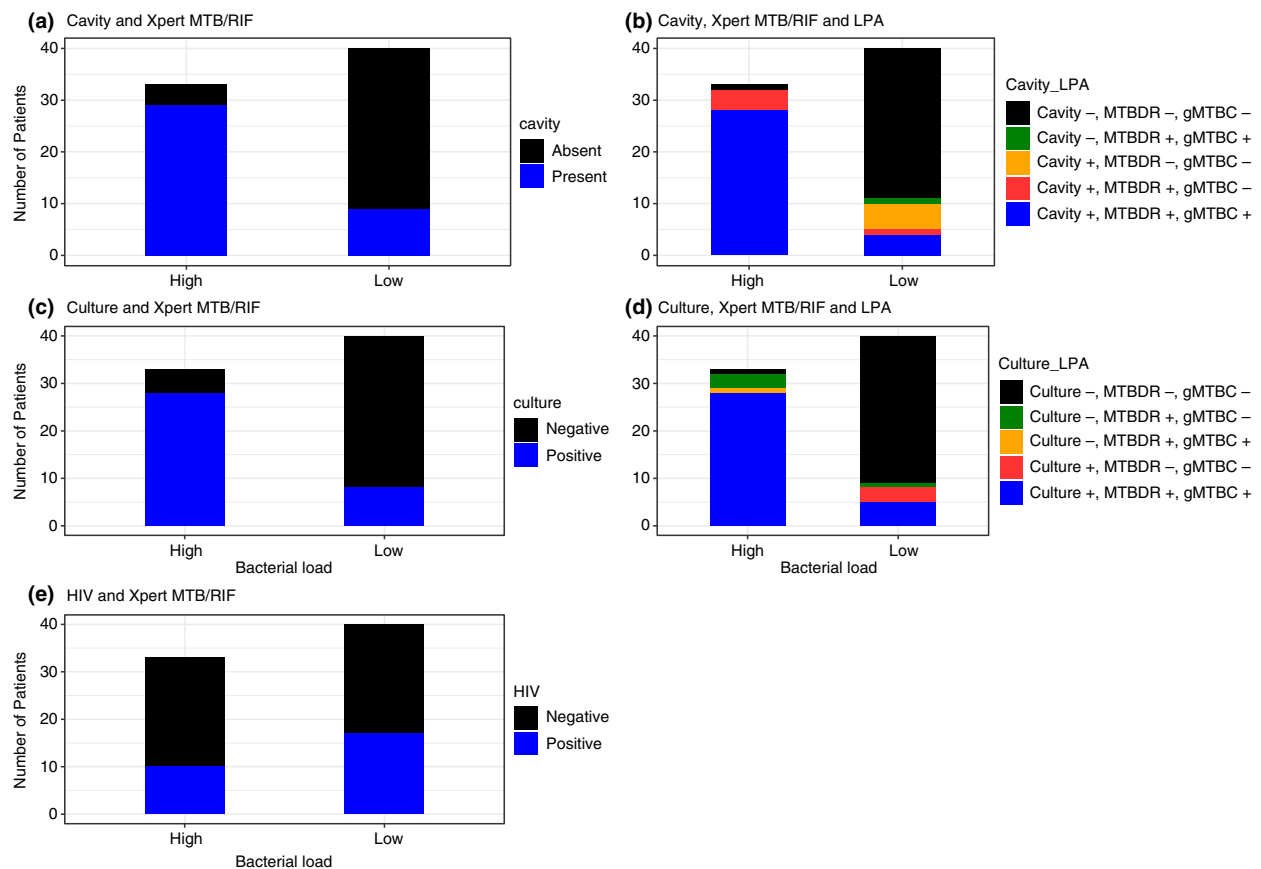 (a) Cavity and Xpert MTB/RIF
Number of Patients
40
30
20
10
0
High
Low
cavity
Absent
Present
(b) Cavity, Xpert MTB/RIF and LPA
40
30
20
10
0
High
Low
Cavity_LPA
Cavity –, MTBDR –, gMTBC –
Cavity –, MTBDR +, gMTBC +
Cavity +, MTBDR –, gMTBC –
Cavity +, MTBDR +, gMTBC –
Cavity +, MTBDR +, gMTBC +
(c) Culture and Xpert MTB/RIF
Number of Patients
40
30
20
10
0
High
Low
Bacterial load
culture
Negative
Positive
(d) Culture, Xpert MTB/RIF and LPA
40
30
20
10
0
High
Low
Bacterial load
Culture_LPA
Culture –, MTBDR –, gMTBC –
Culture –, MTBDR +, gMTBC –
Culture –, MTBDR +, gMTBC +
Culture +, MTBDR –, gMTBC –
Culture +, MTBDR +, gMTBC +
(e) HIV and Xpert MTB/RIF
Number of Patients
40
30
20
10
0
High
Low
Bacterial load
HIV
Negative
Positive